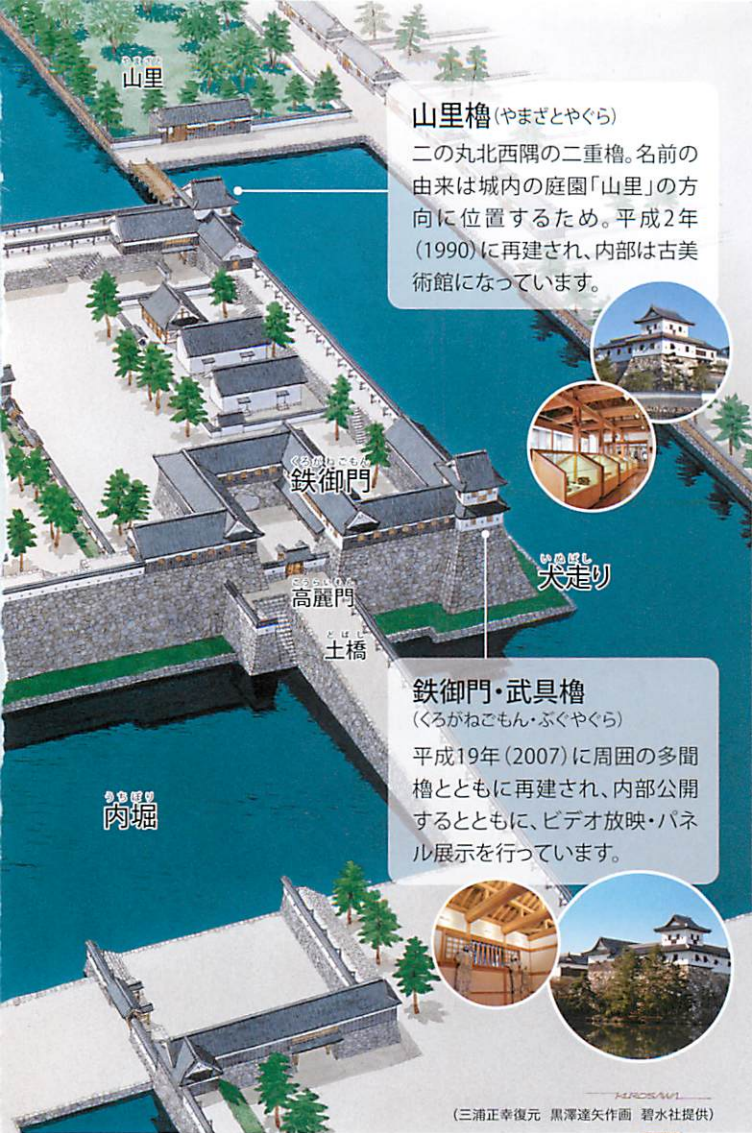 やまざと
山里
山里櫓(やまざとやぐら)
二の丸北西隅の二重櫓。名前の
由来は城内の庭園「山里」の方
向に位置するため。平成2年
(1990)に再建され、内部は古美
術館になっています。
くろがねごもん
鉄御門
いぬばしり
犬走り
こうらいもん
高麗門
どばし
土橋
鉄御門・武具櫓
(くろがねごもん・ぶぐやぐら)
平成19年(2007)に周囲の多聞
櫓とともに再建され、内部公開
するとともに、ビデオ放映・パネ
ル展示を行っています。
うちぼり
内堀
KUROSAWA
(三浦正幸復元 黒澤達矢作画 碧水社提供)